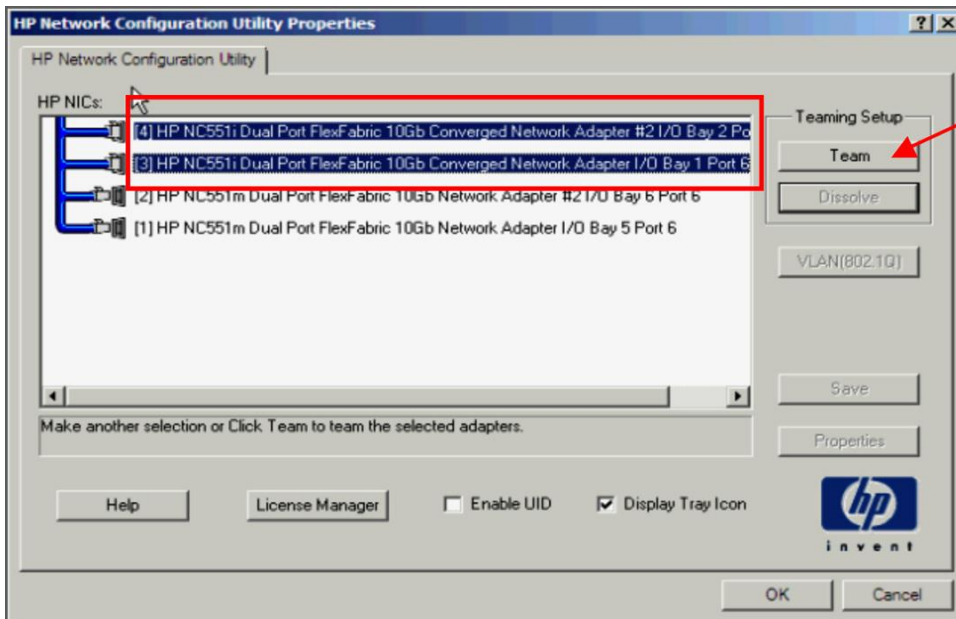 HP Network Configuration Utility Properties
HP Network Configuration Utility
HP NICs:
[4] HP NC551i Dual Port FlexFabric 10Gb Converged Network Adapter #2 I/O Bay 2 Po
[3] HP NC551i Dual Port FlexFabric 10Gb Converged Network Adapter I/O Bay 1 Port 6
[2] HP NC551m Dual Port FlexFabric 10Gb Network Adapter #2 I/O Bay 6 Port 6
[1] HP NC551m Dual Port FlexFabric 10Gb Network Adapter I/O Bay 5 Port 6
Teaming Setup
Team
Dissolve
VLAN(802.1Q)
Save
Properties
Make another selection or Click Team to team the selected adapters.
Help
License Manager
Enable UID
Display Tray Icon
hp
invent
OK
Cancel